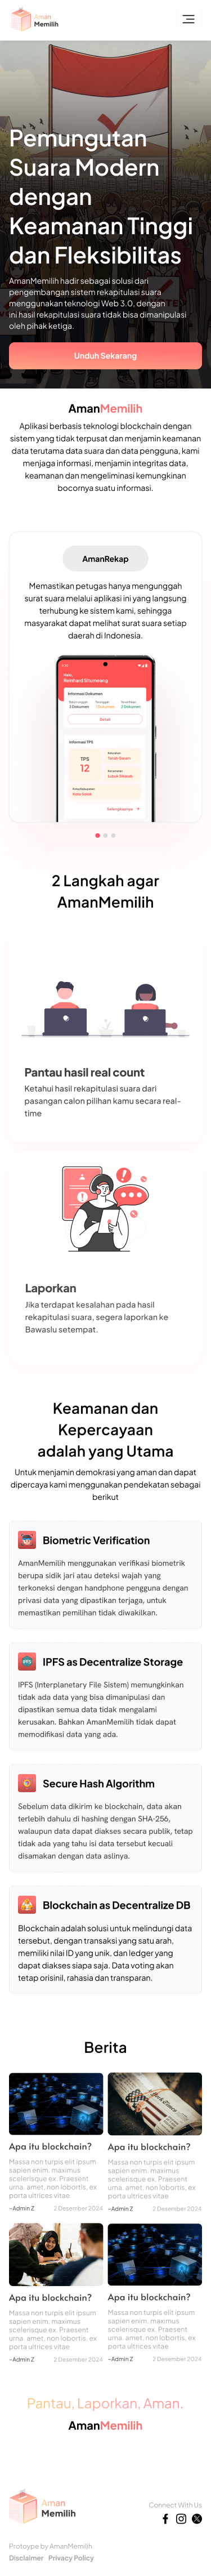 Aman
Memilih
Pemungutan
Suara Modern
dengan
Keamanan Tinggi
dan Fleksibilitas
AmanMemilih hadir sebagai solusi dari
pengembangan sistem rekapitulasi suara
menggunakan teknologi Web 3.0, dengan
ini hasil rekapitulasi suara tidak bisa dimanipulasi
oleh pihak ketiga.
Unduh Sekarang
AmanMemilih
Aplikasi berbasis teknologi blockchain dengan
sistem yang tidak terpusat dan menjamin keamanan
data terutama data suara dan data pengguna, kami
menjaga informasi, menjamin integritas data,
keamanan dan mengeliminasi kemungkinan
bocornya suatu informasi.
AmanRekap
Memastikan petugas hanya mengunggah
surat suara melalui aplikasi ini yang langsung
terhubung ke sistem kami, sehingga
masyarakat dapat melihat surat suara setiap
daerah di Indonesia.
Halo,
Reinhard Situmeang
Informasi Dokumen
3 Dokumen
1 Dokumen
2 Dokumen
Detail
Informasi TPS
TPS
12
Kecamatan
Tanah Garam
Kelurahan
Lubuk Sikarah
Kota Solok
Selengkapnya
2 Langkah agar
AmanMemilih
Pantau hasil real count
Ketahui hasil rekapitulasi suara dari
pasangan calon pilihan kamu secara real-
time
Laporkan
Jika terdapat kesalahan pada hasil
rekapitulasi suara, segera laporkan ke
Bawaslu setempat.
Keamanan dan
Kepercayaan
adalah yang Utama
Untuk menjamin demokrasi yang aman dan dapat
dipercaya kami menggunakan pendekatan sebagai
berikut
Biometric Verification
AmanMemilih menggunakan verifikasi biometrik
berupa sidik jari atau deteksi wajah yang
terkoneksi dengan handphone pengguna dengan
privasi data yang dipastikan terjaga, untuk
memastikan pemilihan tidak diwakilkan.
IPFS as Decentralize Storage
IPFS (Interplanetary File Sistem) memungkinkan
tidak ada data yang bisa dimanipulasi dan
dipastikan semua data tidak mengalami
kerusakan. Bahkan AmanMemilih tidak dapat
memodifikasi data yang ada.
Secure Hash Algorithm
Sebelum data dikirim ke blockchain, data akan
terlebih dahulu di hashing dengan SHA-256,
walaupun data dapat diakses secara publik, tetap
tidak ada yang tahu isi data tersebut kecuali
disamakan dengan data aslinya.
Blockchain as Decentralize DB
Blockchain adalah solusi untuk melindungi data
tersebut, dengan transaksi yang satu arah,
memiliki nilai ID yang unik, dan ledger yang
dapat diakses siapa saja. Data voting akan
tetap orisinil, rahasia dan transparan.
Berita
Apa itu blockchain?
Massa non turpis elit ipsum
sapien enim. maximus
scelerisque ex. Praesent
urna. amet, non lobortis, ex
porta ultrices vitae
~Admin Z 2 Desember 2024
Apa itu blockchain?
Massa non turpis elit ipsum
sapien enim. maximus
scelerisque ex. Praesent
urna. amet, non lobortis, ex
porta ultrices vitae
~Admin Z 2 Desember 2024
Apa itu blockchain?
Massa non turpis elit ipsum
sapien enim. maximus
scelerisque ex. Praesent
urna. amet, non lobortis, ex
porta ultrices vitae
~Admin Z 2 Desember 2024
Apa itu blockchain?
Massa non turpis elit ipsum
sapien enim. maximus
scelerisque ex. Praesent
urna. amet, non lobortis, ex
porta ultrices vitae
~Admin Z 2 Desember 2024
Pantau, Laporkan, Aman.
AmanMemilih
Aman
Memilih
Connect With Us
Protoype by AmanMemilih
Disclaimer Privacy Policy